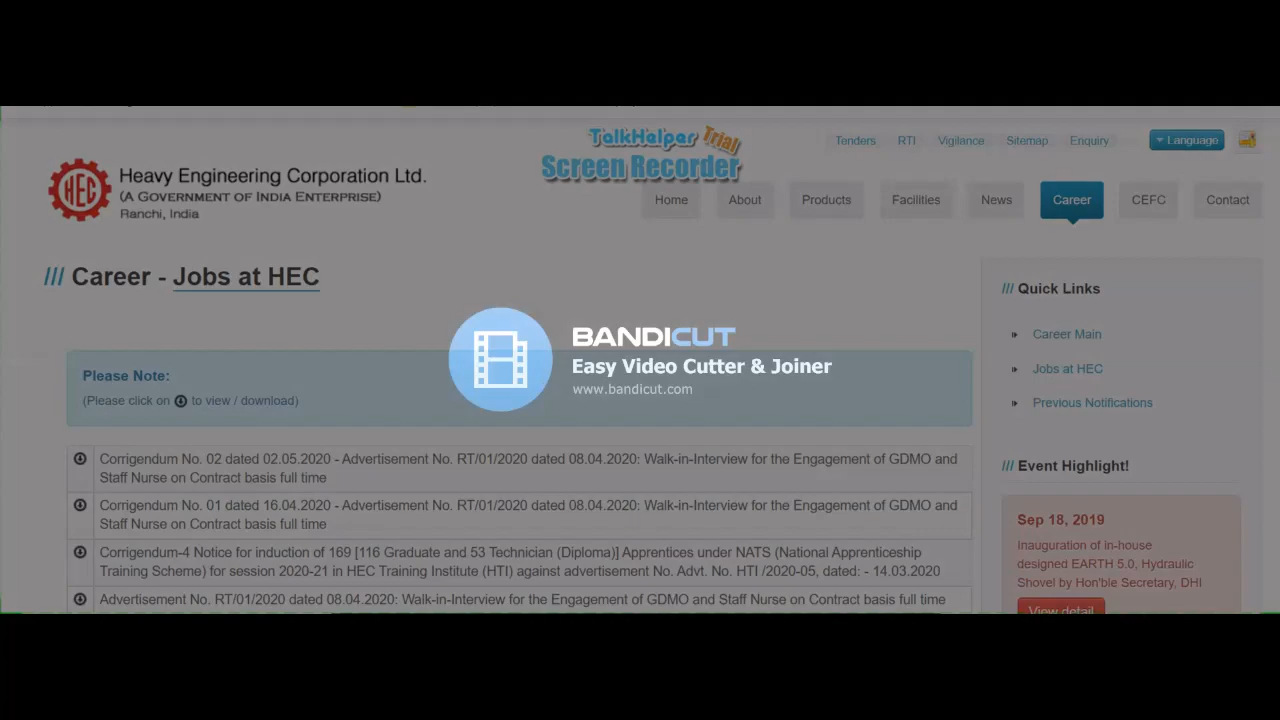 TalkHelper Trial
Screen Recorder
Tenders RTI Vigilance Sitemap Enquiry Language
HEC
Heavy Engineering Corporation Ltd.
(A Government of India Enterprise)
Ranchi, India
Home About Products Facilities News Career CEFC Contact
/// Career - Jobs at HEC
BANDICUT
Easy Video Cutter & Joiner
www.bandicut.com
Please Note:
(Please click on to view / download)
Corrigendum No. 02 dated 02.05.2020 - Advertisement No. RT/01/2020 dated 08.04.2020: Walk-in-Interview for the Engagement of GDMO and
Staff Nurse on Contract basis full time
Corrigendum No. 01 dated 16.04.2020 - Advertisement No. RT/01/2020 dated 08.04.2020: Walk-in-Interview for the Engagement of GDMO and
Staff Nurse on Contract basis full time
Corrigendum-4 Notice for induction of 169 [116 Graduate and 53 Technician (Diploma)] Apprentices under NATS (National Apprenticeship
Training Scheme) for session 2020-21 in HEC Training Institute (HTI) against advertisement No. Advt. No. HTI /2020-05, dated: - 14.03.2020
Advertisement No. RT/01/2020 dated 08.04.2020: Walk-in-Interview for the Engagement of GDMO and Staff Nurse on Contract basis full time
/// Quick Links
Career Main
Jobs at HEC
Previous Notifications
/// Event Highlight!
Sep 18, 2019
Inauguration of in-house
designed EARTH 5.0, Hydraulic
Shovel by Hon'ble Secretary, DHI
View detail